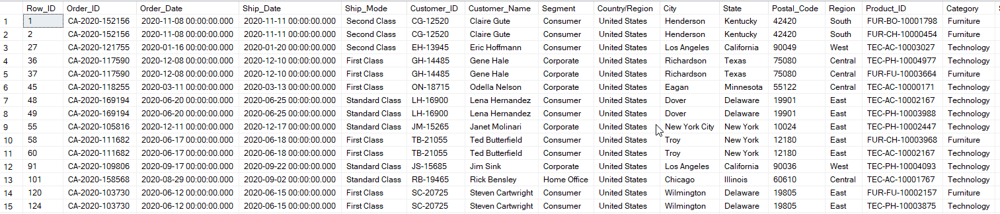 Row_ID Order_ID Order_Date Ship_Date Ship_Mode Customer_ID Customer_Name Segment Country/Region City State Postal_Code Region Product_ID Category
1 1 CA-2020-152156 2020-11-08 00:00:00.000 2020-11-11 00:00:00.000 Second Class CG-12520 Claire Gute Consumer United States Henderson Kentucky 42420 South FUR-BO-10001798 Furniture
2 2 CA-2020-152156 2020-11-08 00:00:00.000 2020-11-11 00:00:00.000 Second Class CG-12520 Claire Gute Consumer United States Henderson Kentucky 42420 South FUR-CH-10000454 Furniture
3 27 CA-2020-121755 2020-01-16 00:00:00.000 2020-01-20 00:00:00.000 Second Class EH-13945 Eric Hoffmann Consumer United States Los Angeles California 90049 West TEC-AC-10003027 Technology
4 36 CA-2020-117590 2020-12-08 00:00:00.000 2020-12-10 00:00:00.000 First Class GH-14485 Gene Hale Corporate United States Richardson Texas 75080 Central TEC-PH-10004977 Technology
5 37 CA-2020-117590 2020-12-08 00:00:00.000 2020-12-10 00:00:00.000 First Class GH-14485 Gene Hale Corporate United States Richardson Texas 75080 Central FUR-FU-10003664 Furniture
6 45 CA-2020-118255 2020-03-11 00:00:00.000 2020-03-13 00:00:00.000 First Class ON-18715 Odella Nelson Corporate United States Eagan Minnesota 55122 Central TEC-AC-10000171 Technology
7 48 CA-2020-169194 2020-06-20 00:00:00.000 2020-06-25 00:00:00.000 Standard Class LH-16900 Lena Hernandez Consumer United States Dover Delaware 19901 East TEC-AC-10002167 Technology
8 49 CA-2020-169194 2020-06-20 00:00:00.000 2020-06-25 00:00:00.000 Standard Class LH-16900 Lena Hernandez Consumer United States Dover Delaware 19901 East TEC-PH-10003988 Technology
9 55 CA-2020-105816 2020-12-11 00:00:00.000 2020-12-17 00:00:00.000 Standard Class JM-15265 Janet Molinari Corporate United States New York City New York 10024 East TEC-PH-10002447 Technology
10 58 CA-2020-111682 2020-06-17 00:00:00.000 2020-06-18 00:00:00.000 First Class TB-21055 Ted Butterfield Consumer United States Troy New York 12180 East FUR-CH-10003968 Furniture
11 60 CA-2020-111682 2020-06-17 00:00:00.000 2020-06-18 00:00:00.000 First Class TB-21055 Ted Butterfield Consumer United States Troy New York 12180 East TEC-AC-10002167 Technology
12 91 CA-2020-109806 2020-09-17 00:00:00.000 2020-09-22 00:00:00.000 Standard Class JS-15685 Jim Sink Corporate United States Los Angeles California 90036 West TEC-PH-10004093 Technology
13 101 CA-2020-158568 2020-08-29 00:00:00.000 2020-09-02 00:00:00.000 Standard Class RB-19465 Rick Bensley Home Office United States Chicago Illinois 60610 Central TEC-AC-10001767 Technology
14 120 CA-2020-103730 2020-06-12 00:00:00.000 2020-06-15 00:00:00.000 First Class SC-20725 Steven Cartwright Consumer United States Wilmington Delaware 19805 East FUR-FU-10002157 Furniture
15 124 CA-2020-103730 2020-06-12 00:00:00.000 2020-06-15 00:00:00.000 First Class SC-20725 Steven Cartwright Consumer United States Wilmington Delaware 19805 East TEC-PH-10003875 Technology